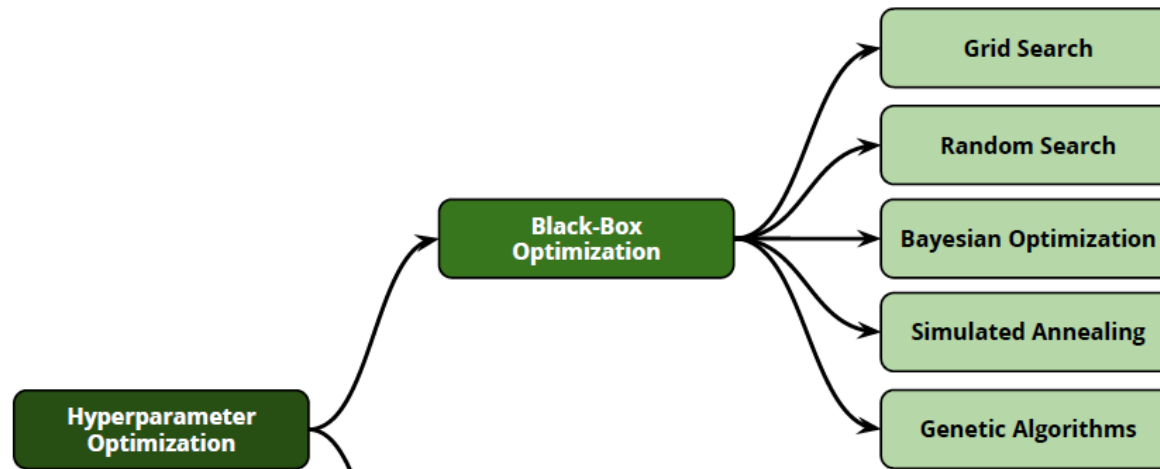 Grid Search
Random Search
Black-Box
Optimization
Bayesian Optimization
Simulated Annealing
Hyperparameter
Optimization
Genetic Algorithms